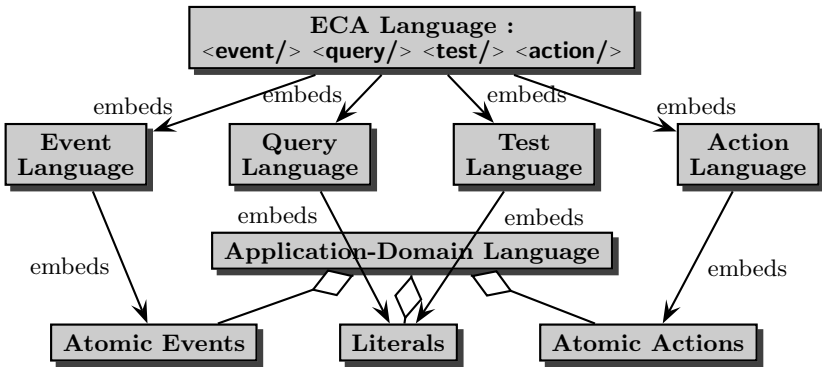 ECA Language :
<event/> <query/> <test/> <action/>
embeds embeds embeds embeds
Event Language
Query Language
Test Language
Action Language
embeds embeds
Application-Domain Language
embeds embeds
Atomic Events Literals Atomic Actions